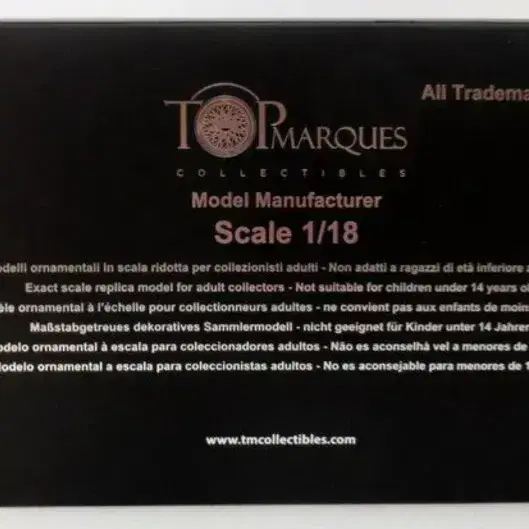 All Tradema
TOPMARQUES
COLLECTIBLES
Model Manufacturer
Scale 1/18
odelli ornamentali in scala ridotta per collezionisti adulti - Non adatti a ragazzi di età inferiore a
Exact scale replica model for adult collectors - Not suitable for children under 14 years ol
èle ornamental à l'échelle pour collectionneurs adultes - ne convient pas aux enfants de moin
Maßstabgetreues dekoratives Sammlermodell - nicht geeignet für Kinder unter 14 Jahren
odelo ornamental à escala para coleccionadores adultos - Não es aconselhá vel a menores de
odelo ornamental a escala para coleccionistas adultos - No es aconsejable para menores de 1
www.tmcollectibles.com